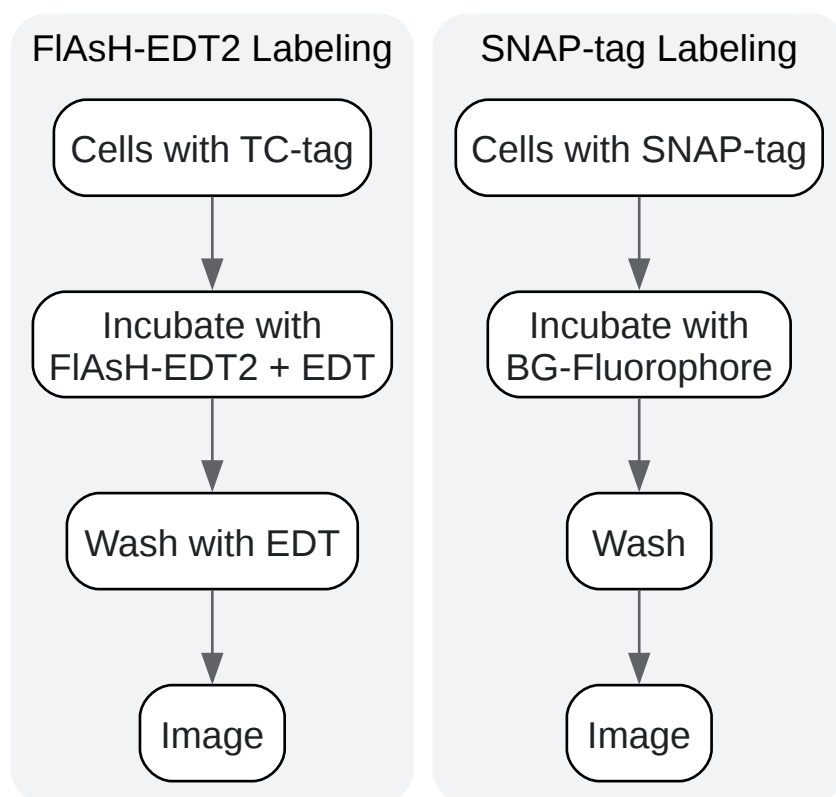 FlAsH-EDT2 Labeling
Cells with TC-tag
Incubate with
FlAsH-EDT2 + EDT
Wash with EDT
Image
SNAP-tag Labeling
Cells with SNAP-tag
Incubate with
BG-Fluorophore
Wash
Image